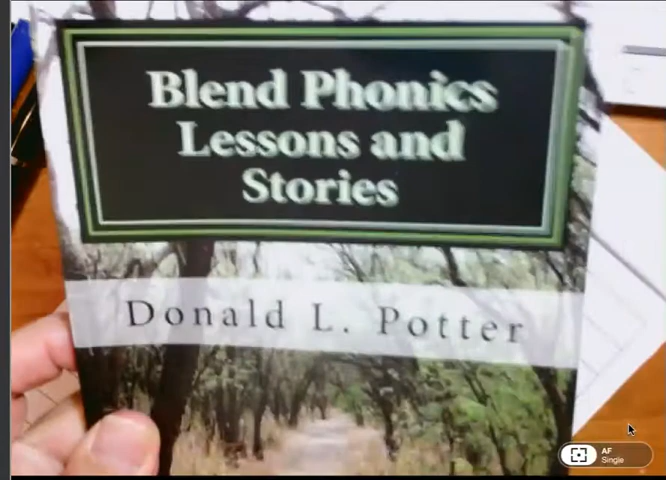 Blend Phonics
Lessons and
Stories
Donald L. Potter
AF
Single